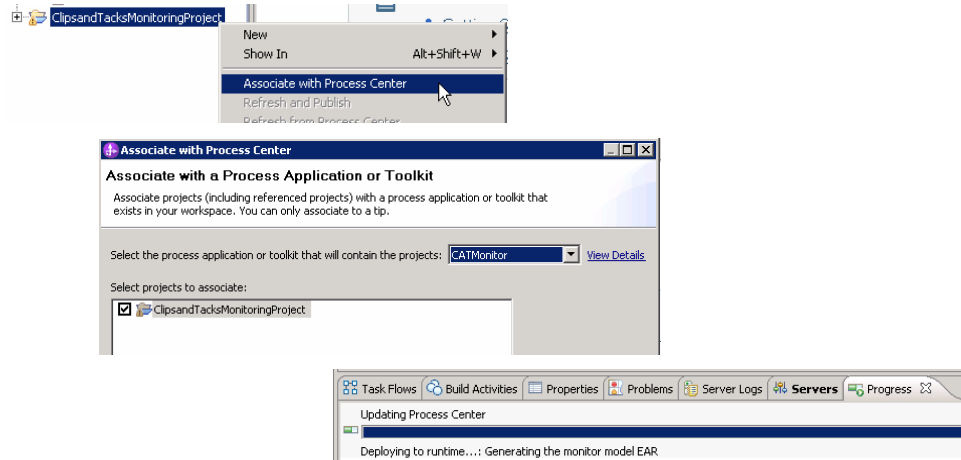 ClipsandTacksMonitoringProject
New
Show In Alt+Shift+W
Associate with Process Center
Refresh and Publish
Refresh from Process Center
Associate with Process Center
Associate with a Process Application or Toolkit
Associate projects (including referenced projects) with a process application or toolkit that
exists in your workspace. You can only associate to a tip.
Select the process application or toolkit that will contain the projects: CATMonitor View Details
Select projects to associate:
ClipsandTacksMonitoringProject
Task Flows Build Activities Properties Problems Server Logs Servers Progress
Updating Process Center
Deploying to runtime...: Generating the monitor model EAR